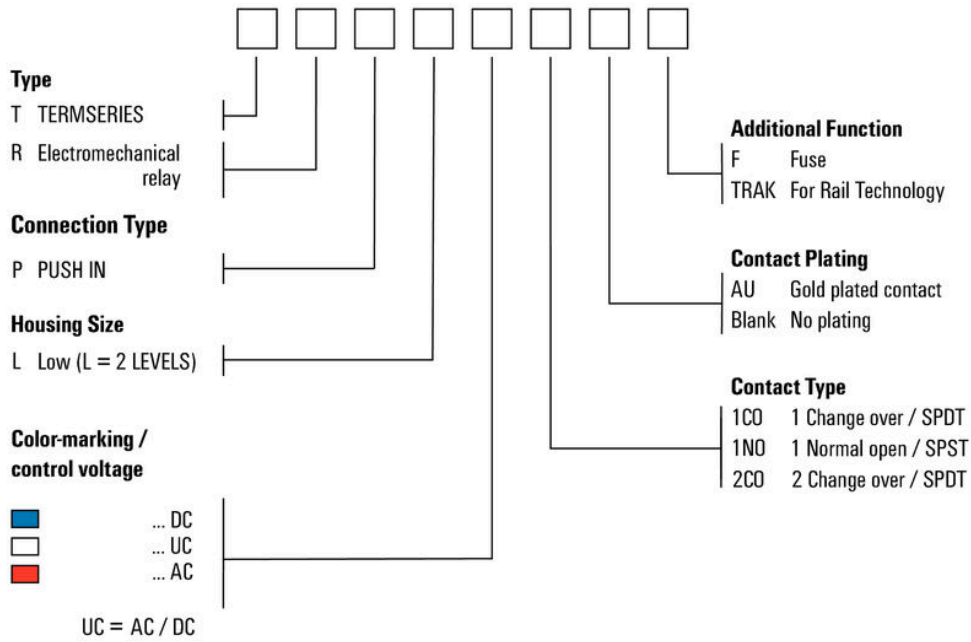 Type
T TERMSERIES
R Electromechanical
relay
Connection Type
P PUSH IN
Housing Size
L Low (L = 2 LEVELS)
Color-marking /
control voltage
... DC
... UC
... AC
UC = AC / DC
Additional Function
F Fuse
TRAK For Rail Technology
Contact Plating
AU Gold plated contact
Blank No plating
Contact Type
1CO 1 Change over / SPDT
1NO 1 Normal open / SPST
2CO 2 Change over / SPDT